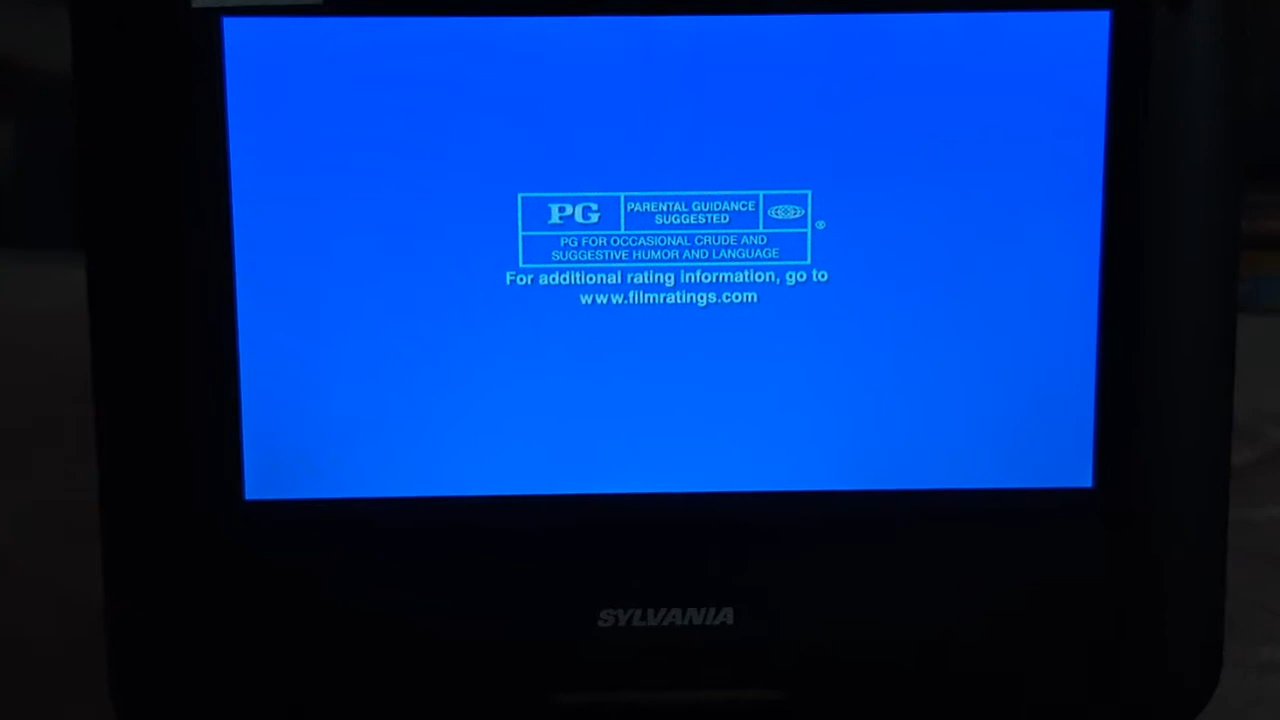 PG
PARENTAL GUIDANCE
SUGGESTED
®
PG FOR OCCASIONAL CRUDE AND
SUGGESTIVE HUMOR AND LANGUAGE
For additional rating information, go to
www.filmratings.com
SYLVANIA